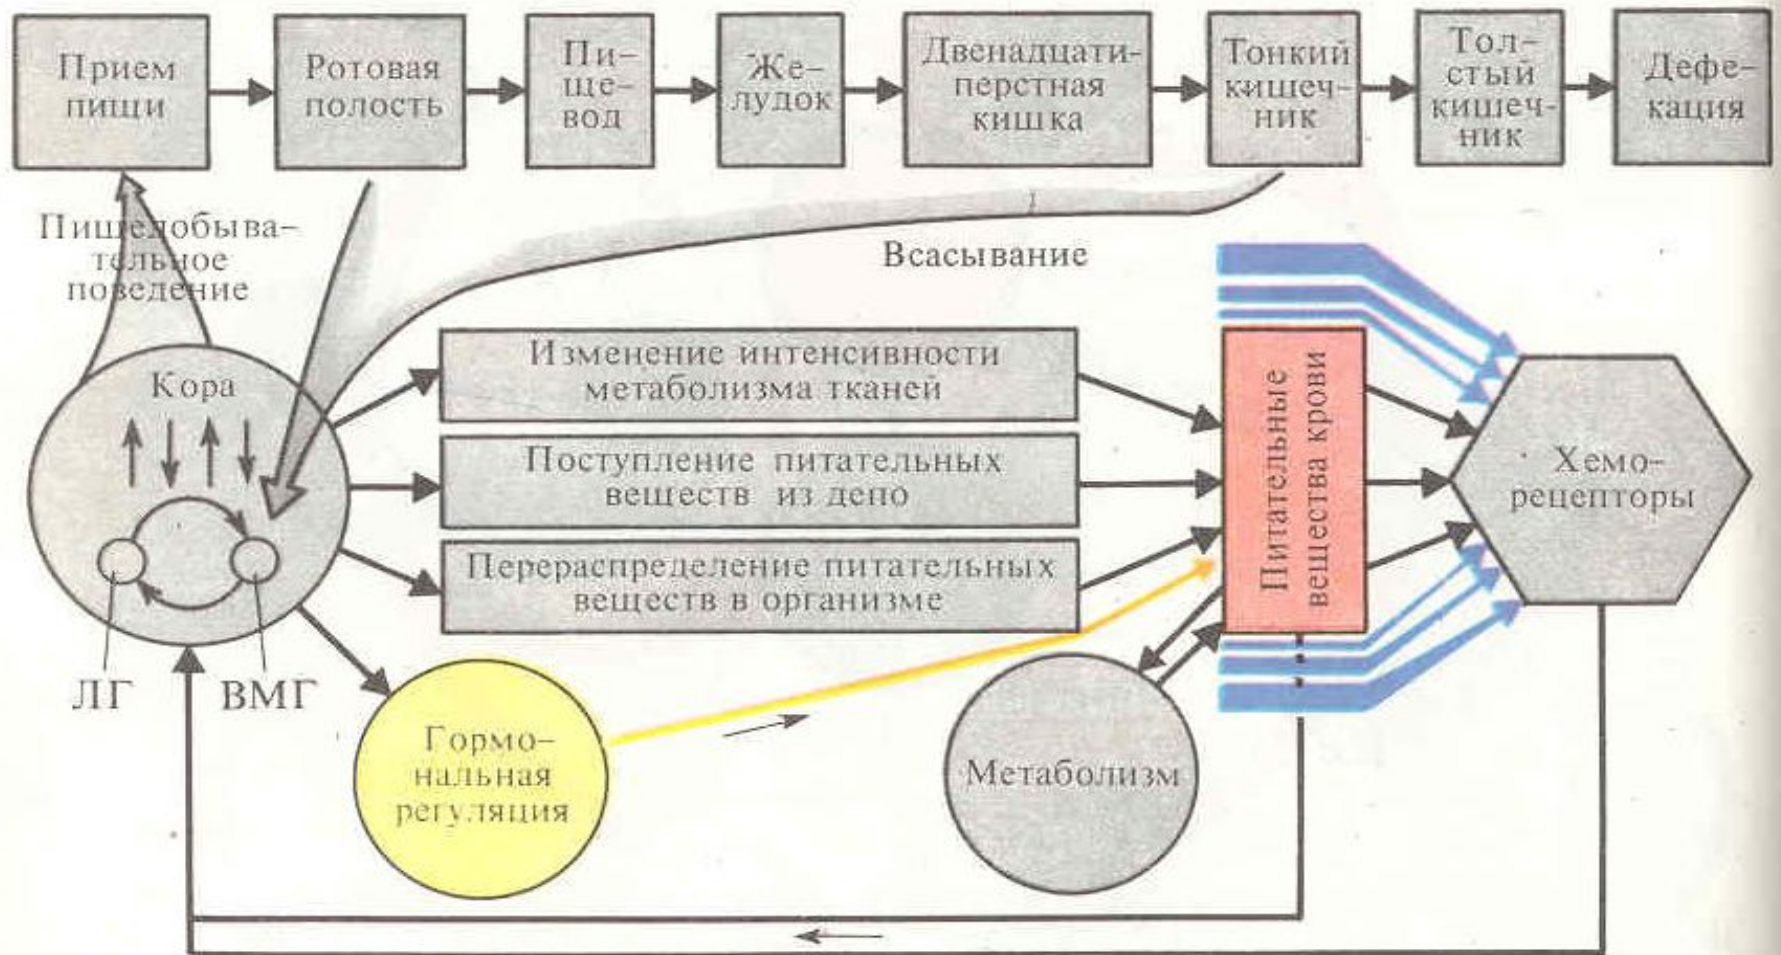 Прием
пищи
Ротовая
полость
Пи-
ще-
вод
Же-
лудок
Двенадцати-
перстная
кишка
Тонкий
кишеч-
ник
Тол-
стый
кишеч-
ник
Дефе-
кация
Пищедобыва-
тельное
поведение
Всасывание
Кора
Изменение интенсивности
метаболизма тканей
Поступление питательных
веществ из депо
Перераспределение питательных
веществ в организме
Питательные
вещества крови
Хемо-
рецепторы
ЛГ
ВМГ
Гормо-
нальная
регуляция
Метаболизм